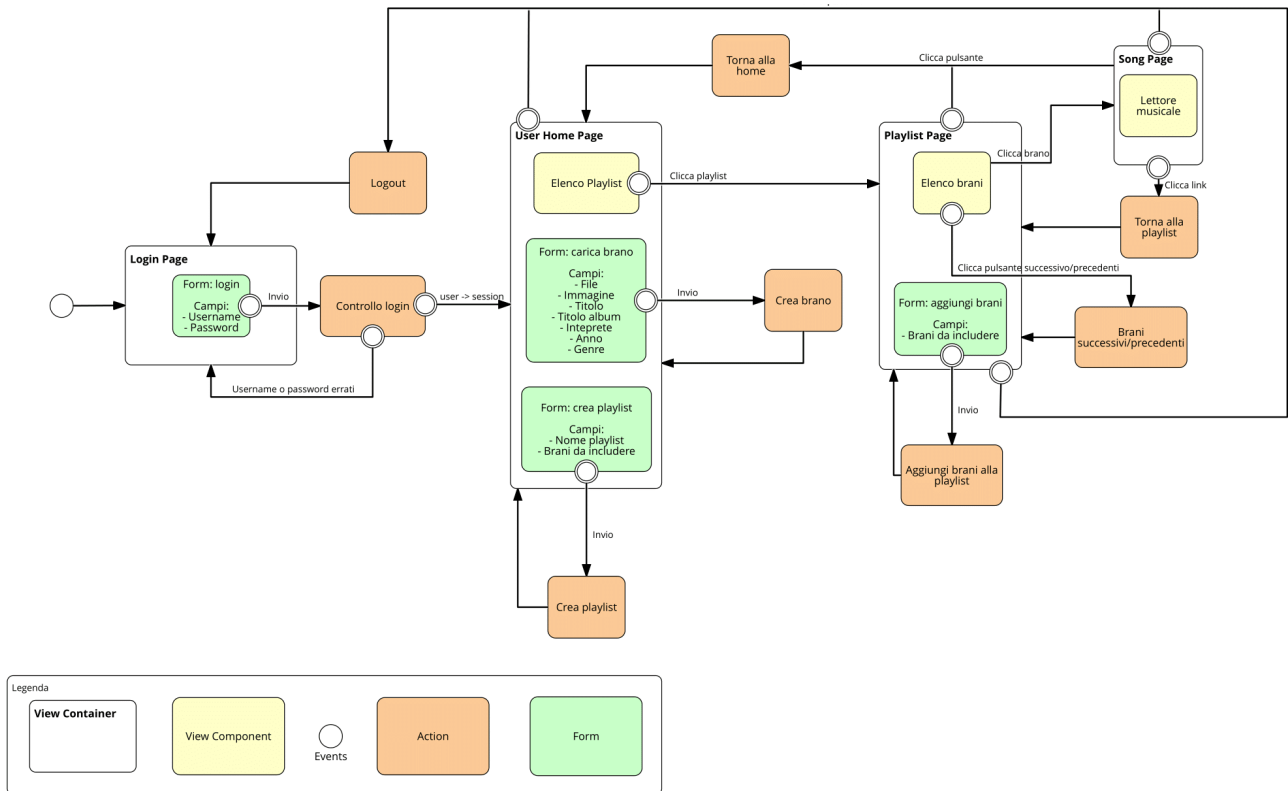 Torna alla
home
Clicca pulsante
Song Page
Lettore
musicale
User Home Page
Playlist Page
Logout
Elenco Playlist
Clicca playlist
Elenco brani
Clicca brano
Clicca link
Torna alla
playlist
Login Page
Form: login
Campi:
- Username
- Password
Invio
Controllo login
user -> session
Username o password errati
Form: carica brano
Campi:
- File
- Immagine
- Titolo
- Titolo album
- Inteprete
- Anno
- Genre
Invio
Crea brano
Clicca pulsante successivo/precedenti
Form: aggiungi brani
Campi:
- Brani da includere
Brani
successivi/precedenti
Form: crea playlist
Campi:
- Nome playlist
- Brani da includere
Invio
Aggiungi brani alla
playlist
Invio
Crea playlist
Legenda
View Container
View Component
Events
Action
Form